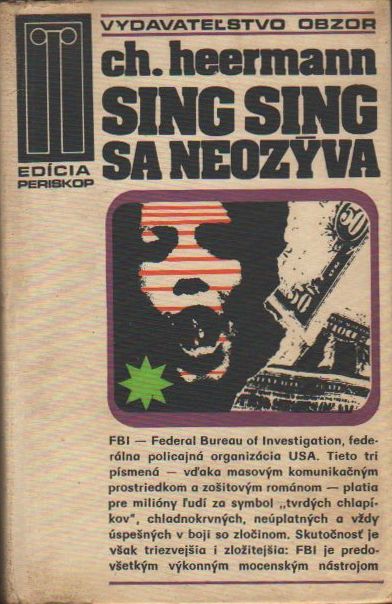 VYDAVATEĽSTVO OBZOR
ch. heermann
SING SING
SA NEOZÝVA
EDÍCIA
PERISKOP
50
50
FBI — Federal Bureau of Investigation, fede-
rálna policajná organizácia USA. Tieto tri
písmená — vďaka masovým komunikačným
prostriedkom a zošitovým románom — platia
pre milióny ľudí za symbol „tvrdých chlapí-
kov", chladnokrvných, neúplatných a vždy
úspešných v boji so zločinom. Skutočnosť je
však triezvejšia i zložitejšia: FBI je predo-
všetkým výkonným mocenským nástrojom